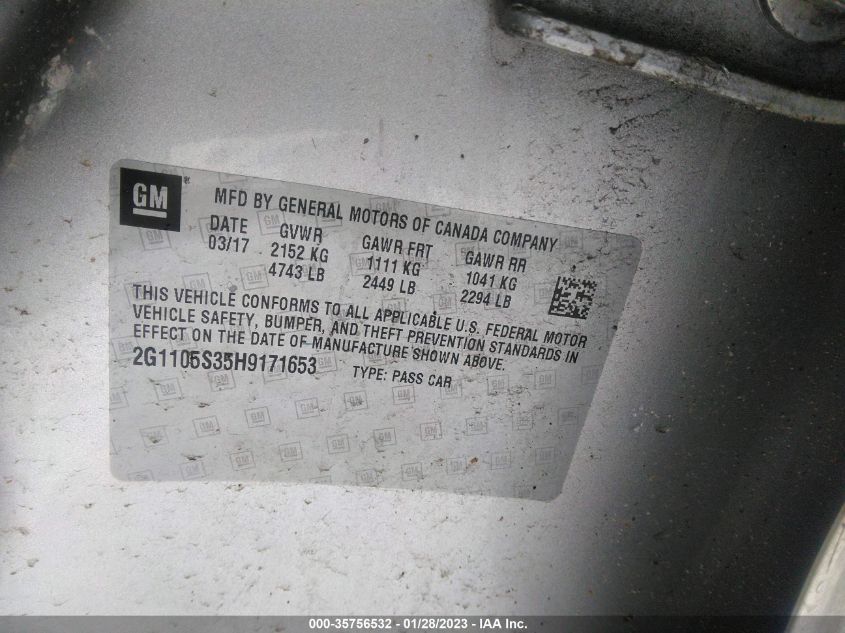 GM
MFD BY GENERAL MOTORS OF CANADA COMPANY
DATE GVWR GAWR FRT GAWR RR
03/17 2152 KG 1111 KG 1041 KG
4743 LB 2449 LB 2294 LB
THIS VEHICLE CONFORMS TO ALL APPLICABLE U.S. FEDERAL MOTOR
VEHICLE SAFETY, BUMPER, AND THEFT PREVENTION STANDARDS IN
EFFECT ON THE DATE OF MANUFACTURE SHOWN ABOVE.
2G1105S35H9171653 TYPE: PASS CAR
000-35756532 - 01/28/2023 - IAA Inc.